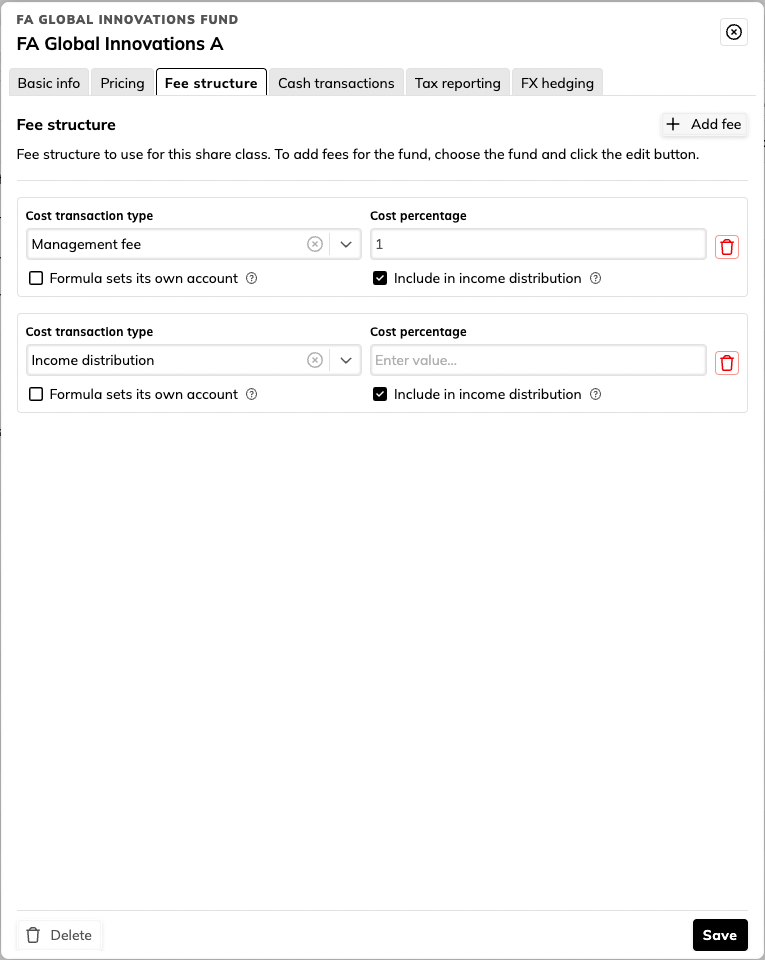 FA GLOBAL INNOVATIONS FUND
FA Global Innovations A
Basic info Pricing Fee structure Cash transactions Tax reporting FX hedging
Fee structure
Add fee
Fee structure to use for this share class. To add fees for the fund, choose the fund and click the edit button.
Cost transaction type Cost percentage
Management fee 1
Formula sets its own account ? Include in income distribution ?
Cost transaction type Cost percentage
Income distribution Enter value...
Formula sets its own account ? Include in income distribution ?
Delete Save